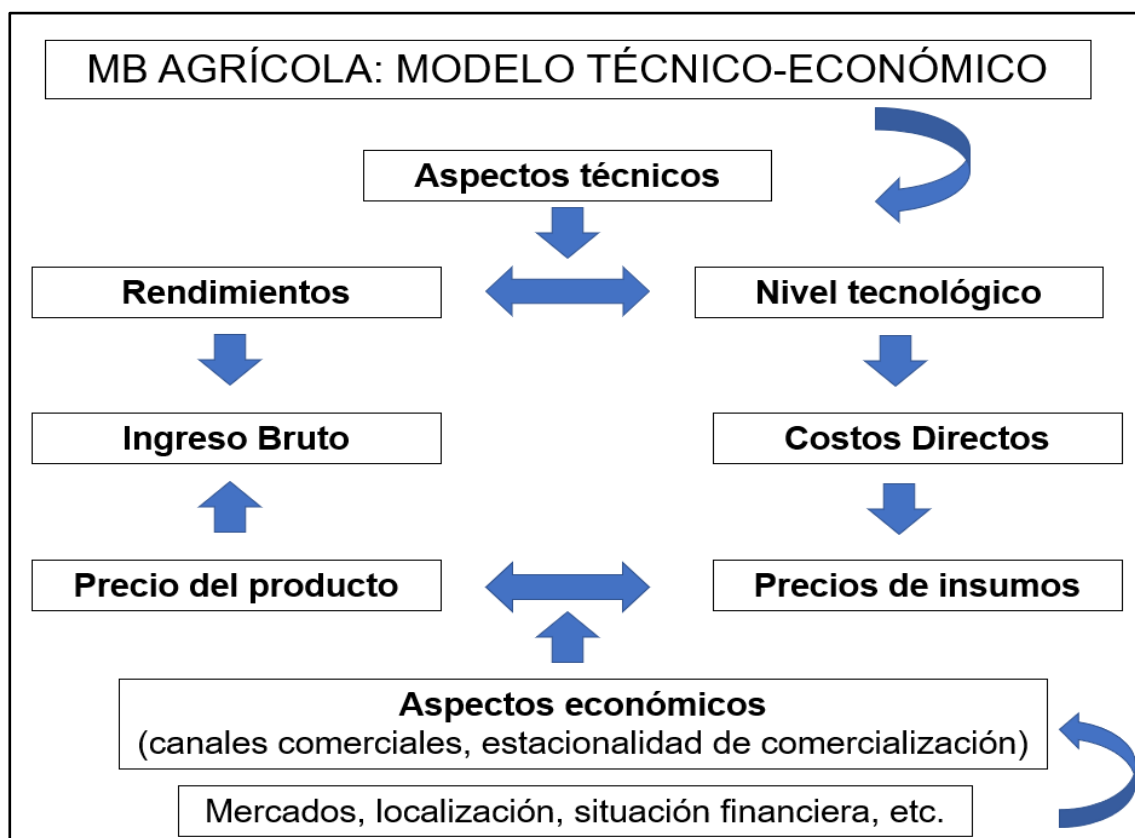 MB AGRÍCOLA: MODELO TÉCNICO-ECONÓMICO
Aspectos técnicos
Rendimientos
Nivel tecnológico
Ingreso Bruto
Costos Directos
Precio del producto
Precios de insumos
Aspectos económicos
(canales comerciales, estacionalidad de comercialización)
Mercados, localización, situación financiera, etc.